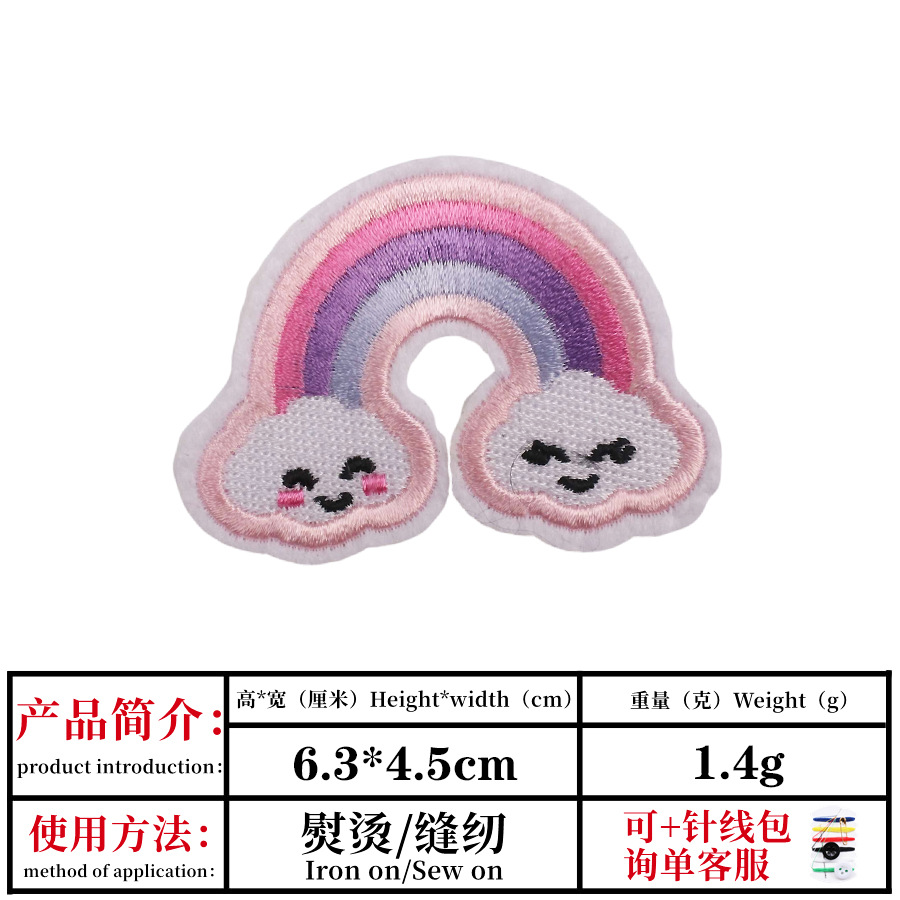 产品简介：
product introduction:
高*宽（厘米）Height*width（cm）
重量（克）Weight（g）
6.3*4.5cm
1.4g
使用方法：
method of application:
熨烫/缝纫
Iron on/Sew on
可+针线包
询单客服